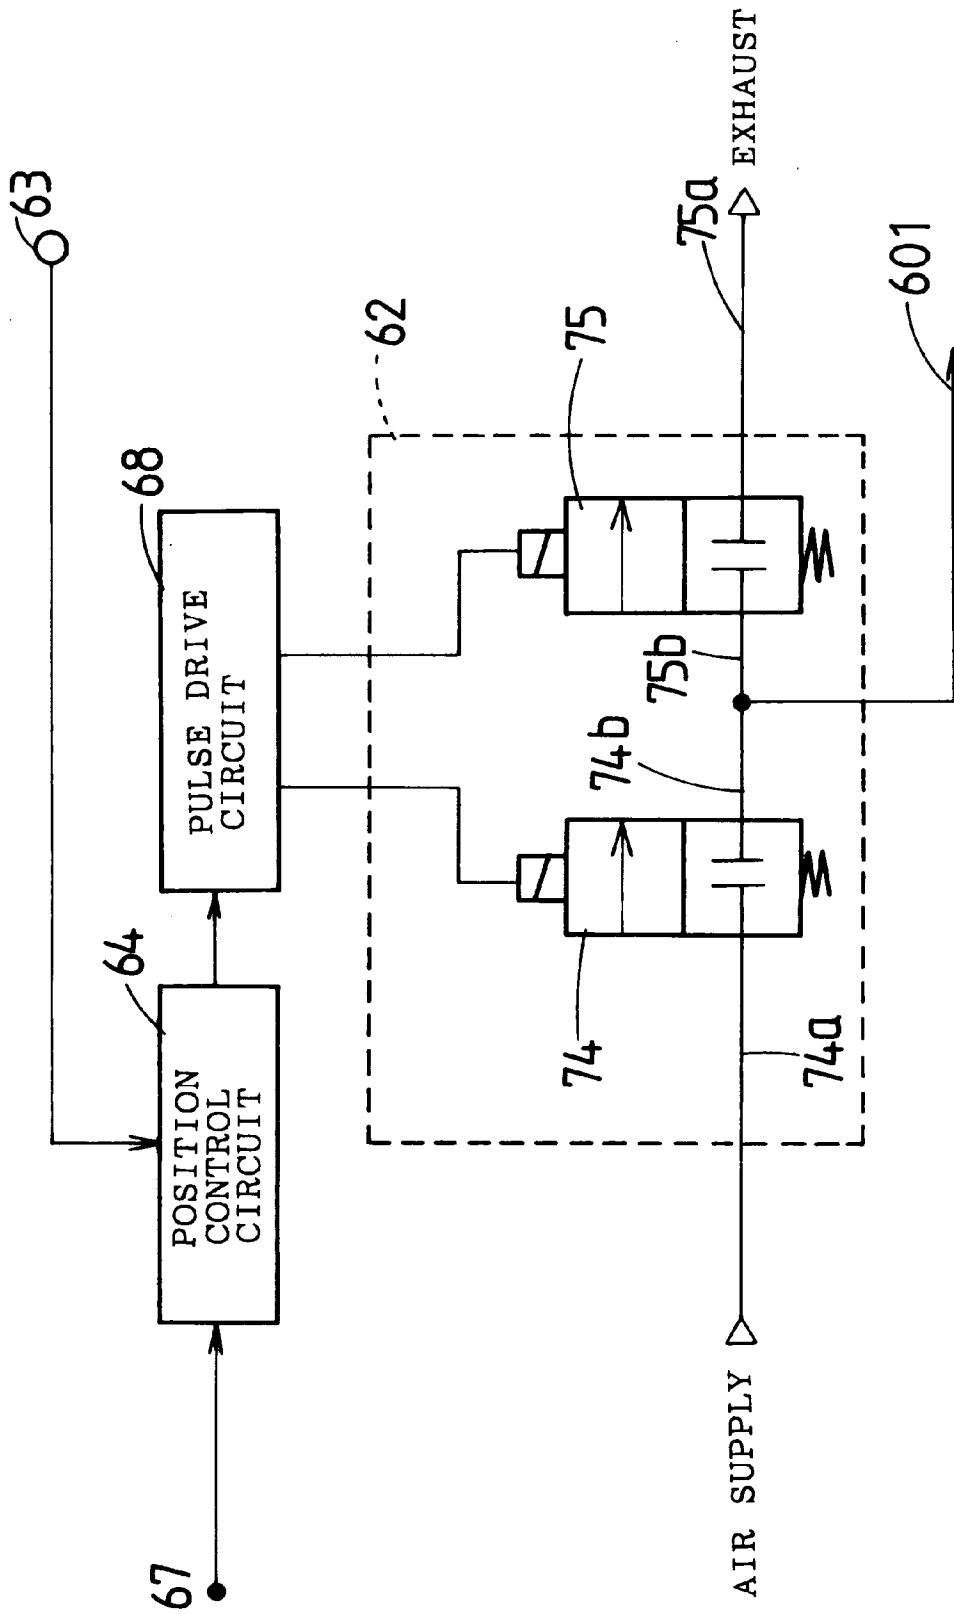 63
68
PULSE DRIVE
CIRCUIT
64
POSITION
CONTROL
CIRCUIT
67
62
75
74
75a
EXHAUST
75b
74b
74a
AIR SUPPLY
601